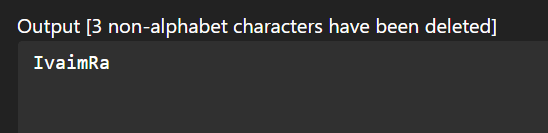 Output [3 non-alphabet characters have been deleted]
IvaimRa